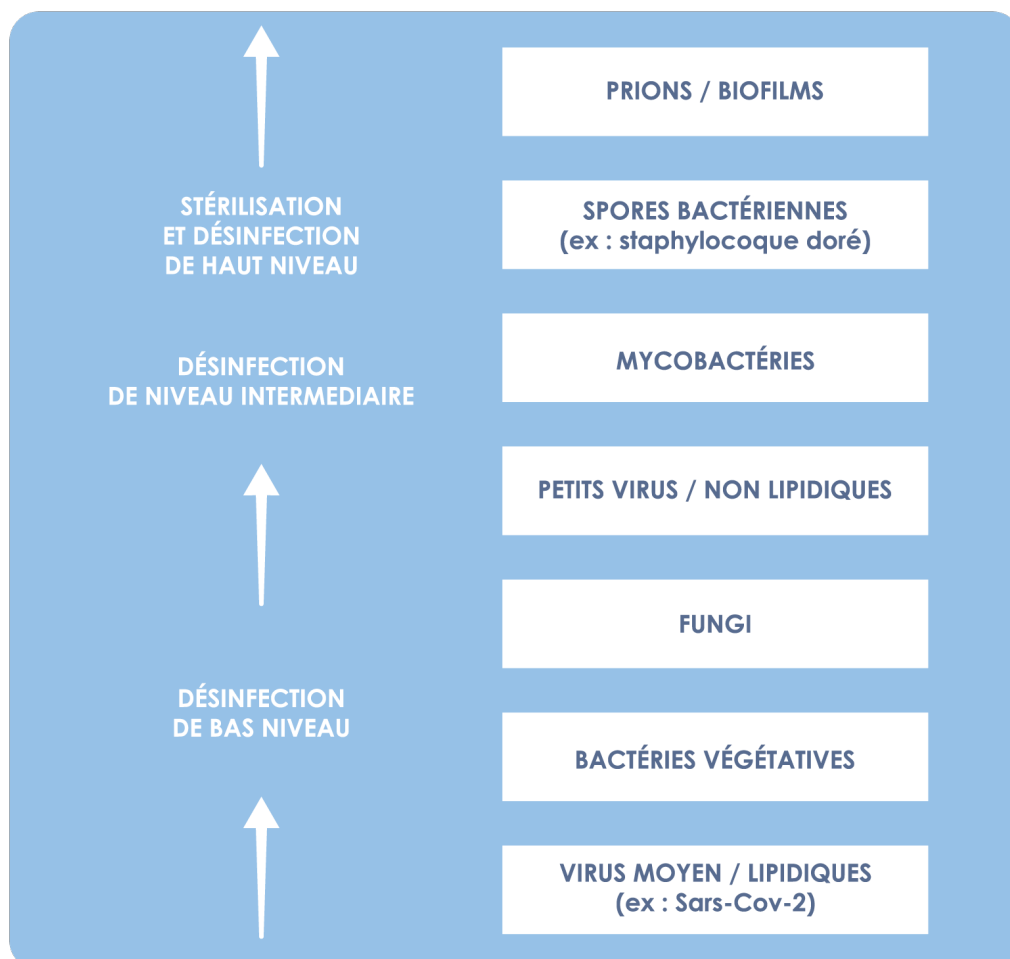 PRIONS / BIOFILMS
STÉRILISATION
ET DÉSINFECTION
DE HAUT NIVEAU
SPORES BACTÉRIENNES
(ex : staphylocoque doré)
DÉSINFECTION
DE NIVEAU INTERMEDIAIRE
MYCOBACTÉRIES
PETITS VIRUS / NON LIPIDIQUES
FUNGI
DÉSINFECTION
DE BAS NIVEAU
BACTÉRIES VÉGÉTATIVES
VIRUS MOYEN / LIPIDIQUES
(ex : Sars-Cov-2)